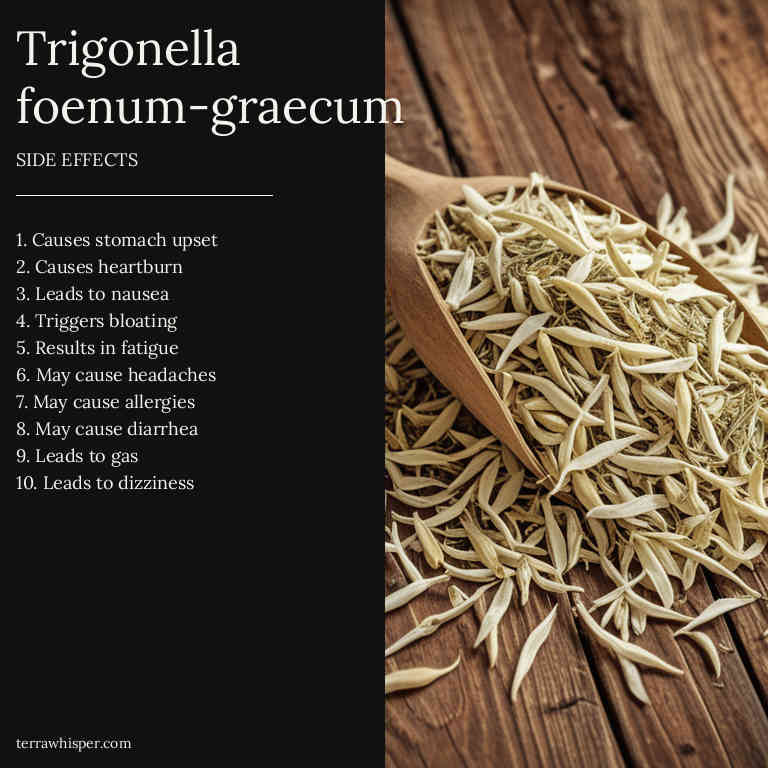 Trigonella
foenum-graecum
SIDE EFFECTS
1. Causes stomach upset
2. Causes heartburn
3. Leads to nausea
4. Triggers bloating
5. Results in fatigue
6. May cause headaches
7. May cause allergies
8. May cause diarrhea
9. Leads to gas
10. Leads to dizziness
terrawhisper.com